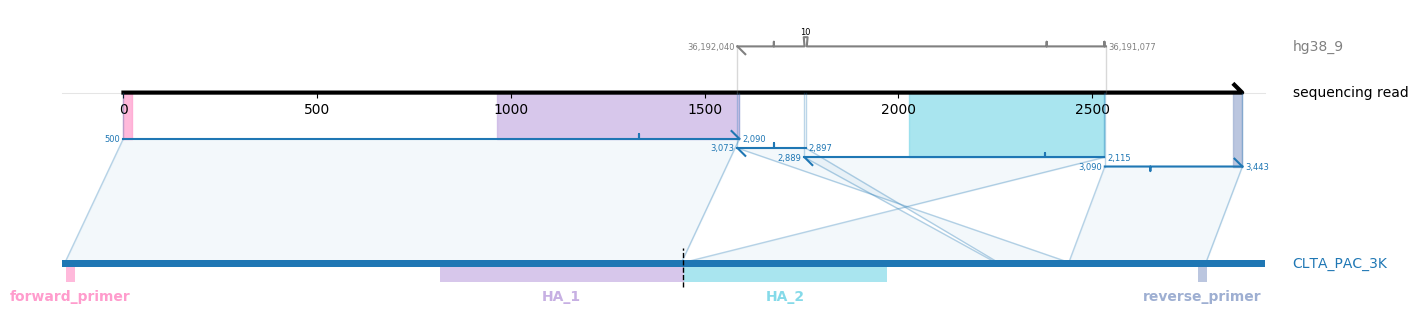 10
36,192,040 36,191,077 hg38_9
sequencing read
0 500 1000 1500 2000 2500
500 2,090
3,073 2,897
2,889 2,115
3,090 3,443
CLTA_PAC_3K
forward_primer HA_1 HA_2 reverse_primer